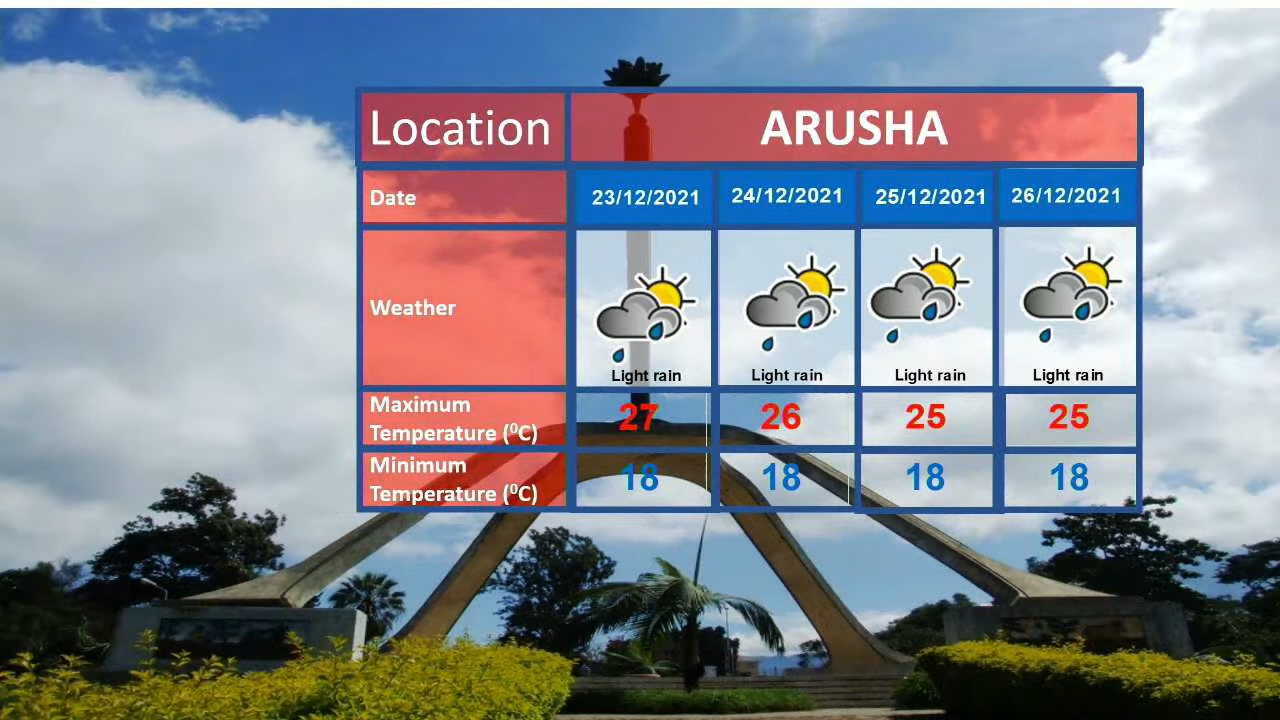 Location ARUSHA
Date 23/12/2021 24/12/2021 25/12/2021 26/12/2021
Weather Light rain Light rain Light rain Light rain
Maximum
Temperature (⁰C) 27 26 25 25
Minimum
Temperature (⁰C) 18 18 18 18